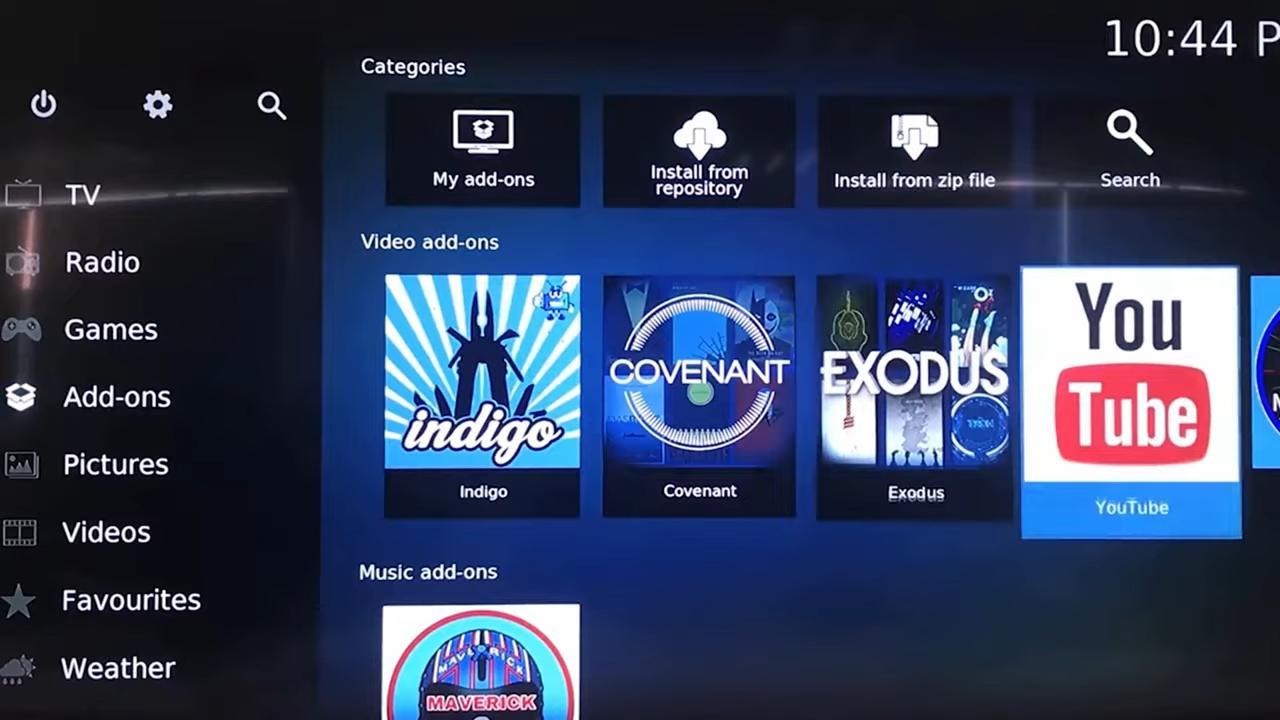 10:44 P
Categories
My add-ons
Install from
repository
Install from zip file
Search
TV
Radio
Games
Add-ons
Pictures
Videos
Favourites
Weather
Video add-ons
indigo
COVENANT
EXODUS
You
Tube
Indigo
Covenant
Exodus
YouTube
Music add-ons
MAVERICK
MAVERICK